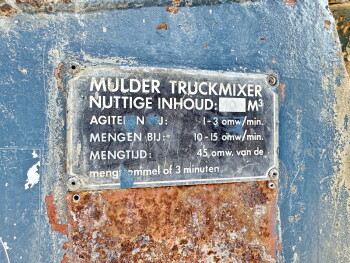 MULDER TRUCKMIXER
NUTTIGE INHOUD: M³
1-3 omw/min.
MENGEN BIJ: 10-15 omw/min.
MENGTIJD: 45 omw. van de
mengtrommel of 3 minuten